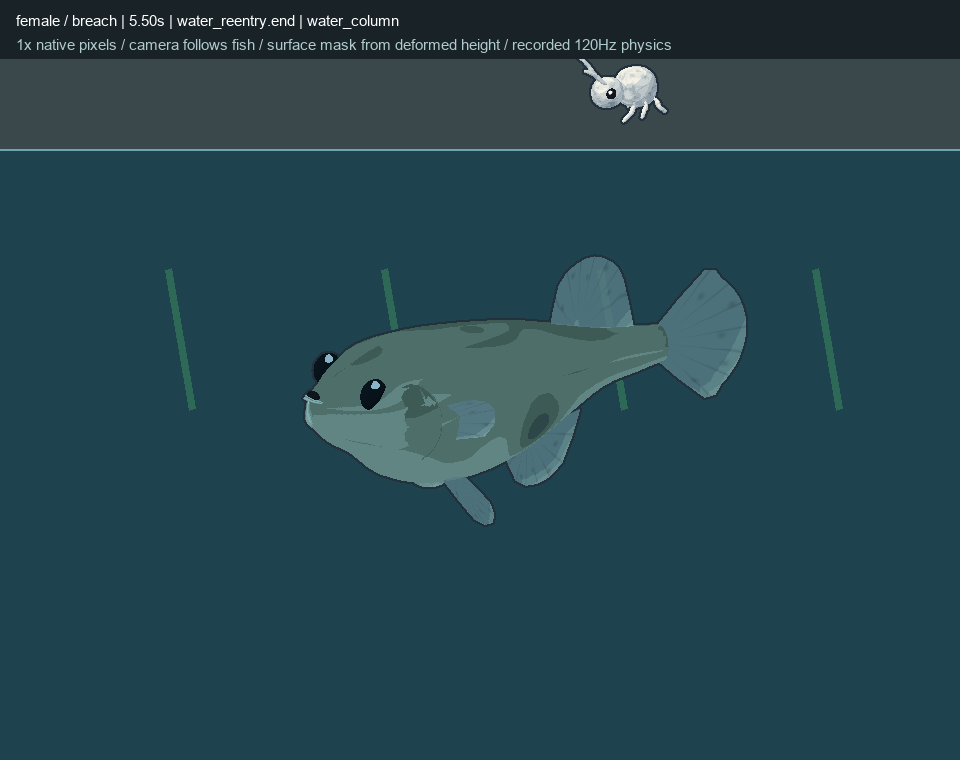 female / breach | 5.50s | water_reentry.end | water_column
1x native pixels / camera follows fish / surface mask from deformed height / recorded 120Hz physics